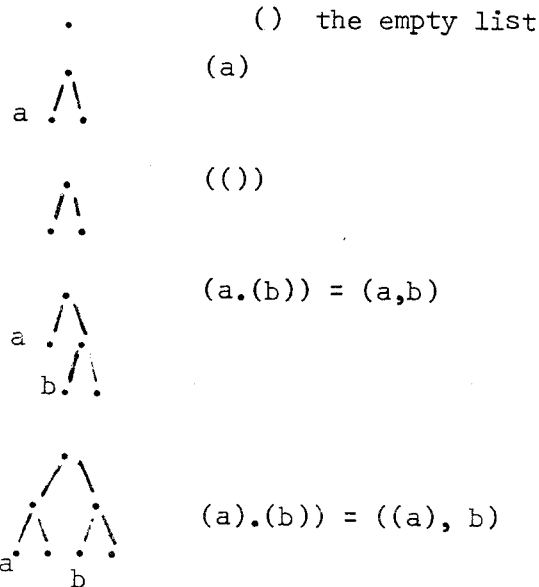 () the empty list
(a)
a
(())
(a.(b)) = (a,b)
a
b
(a).(b)) = ((a), b)
a
b